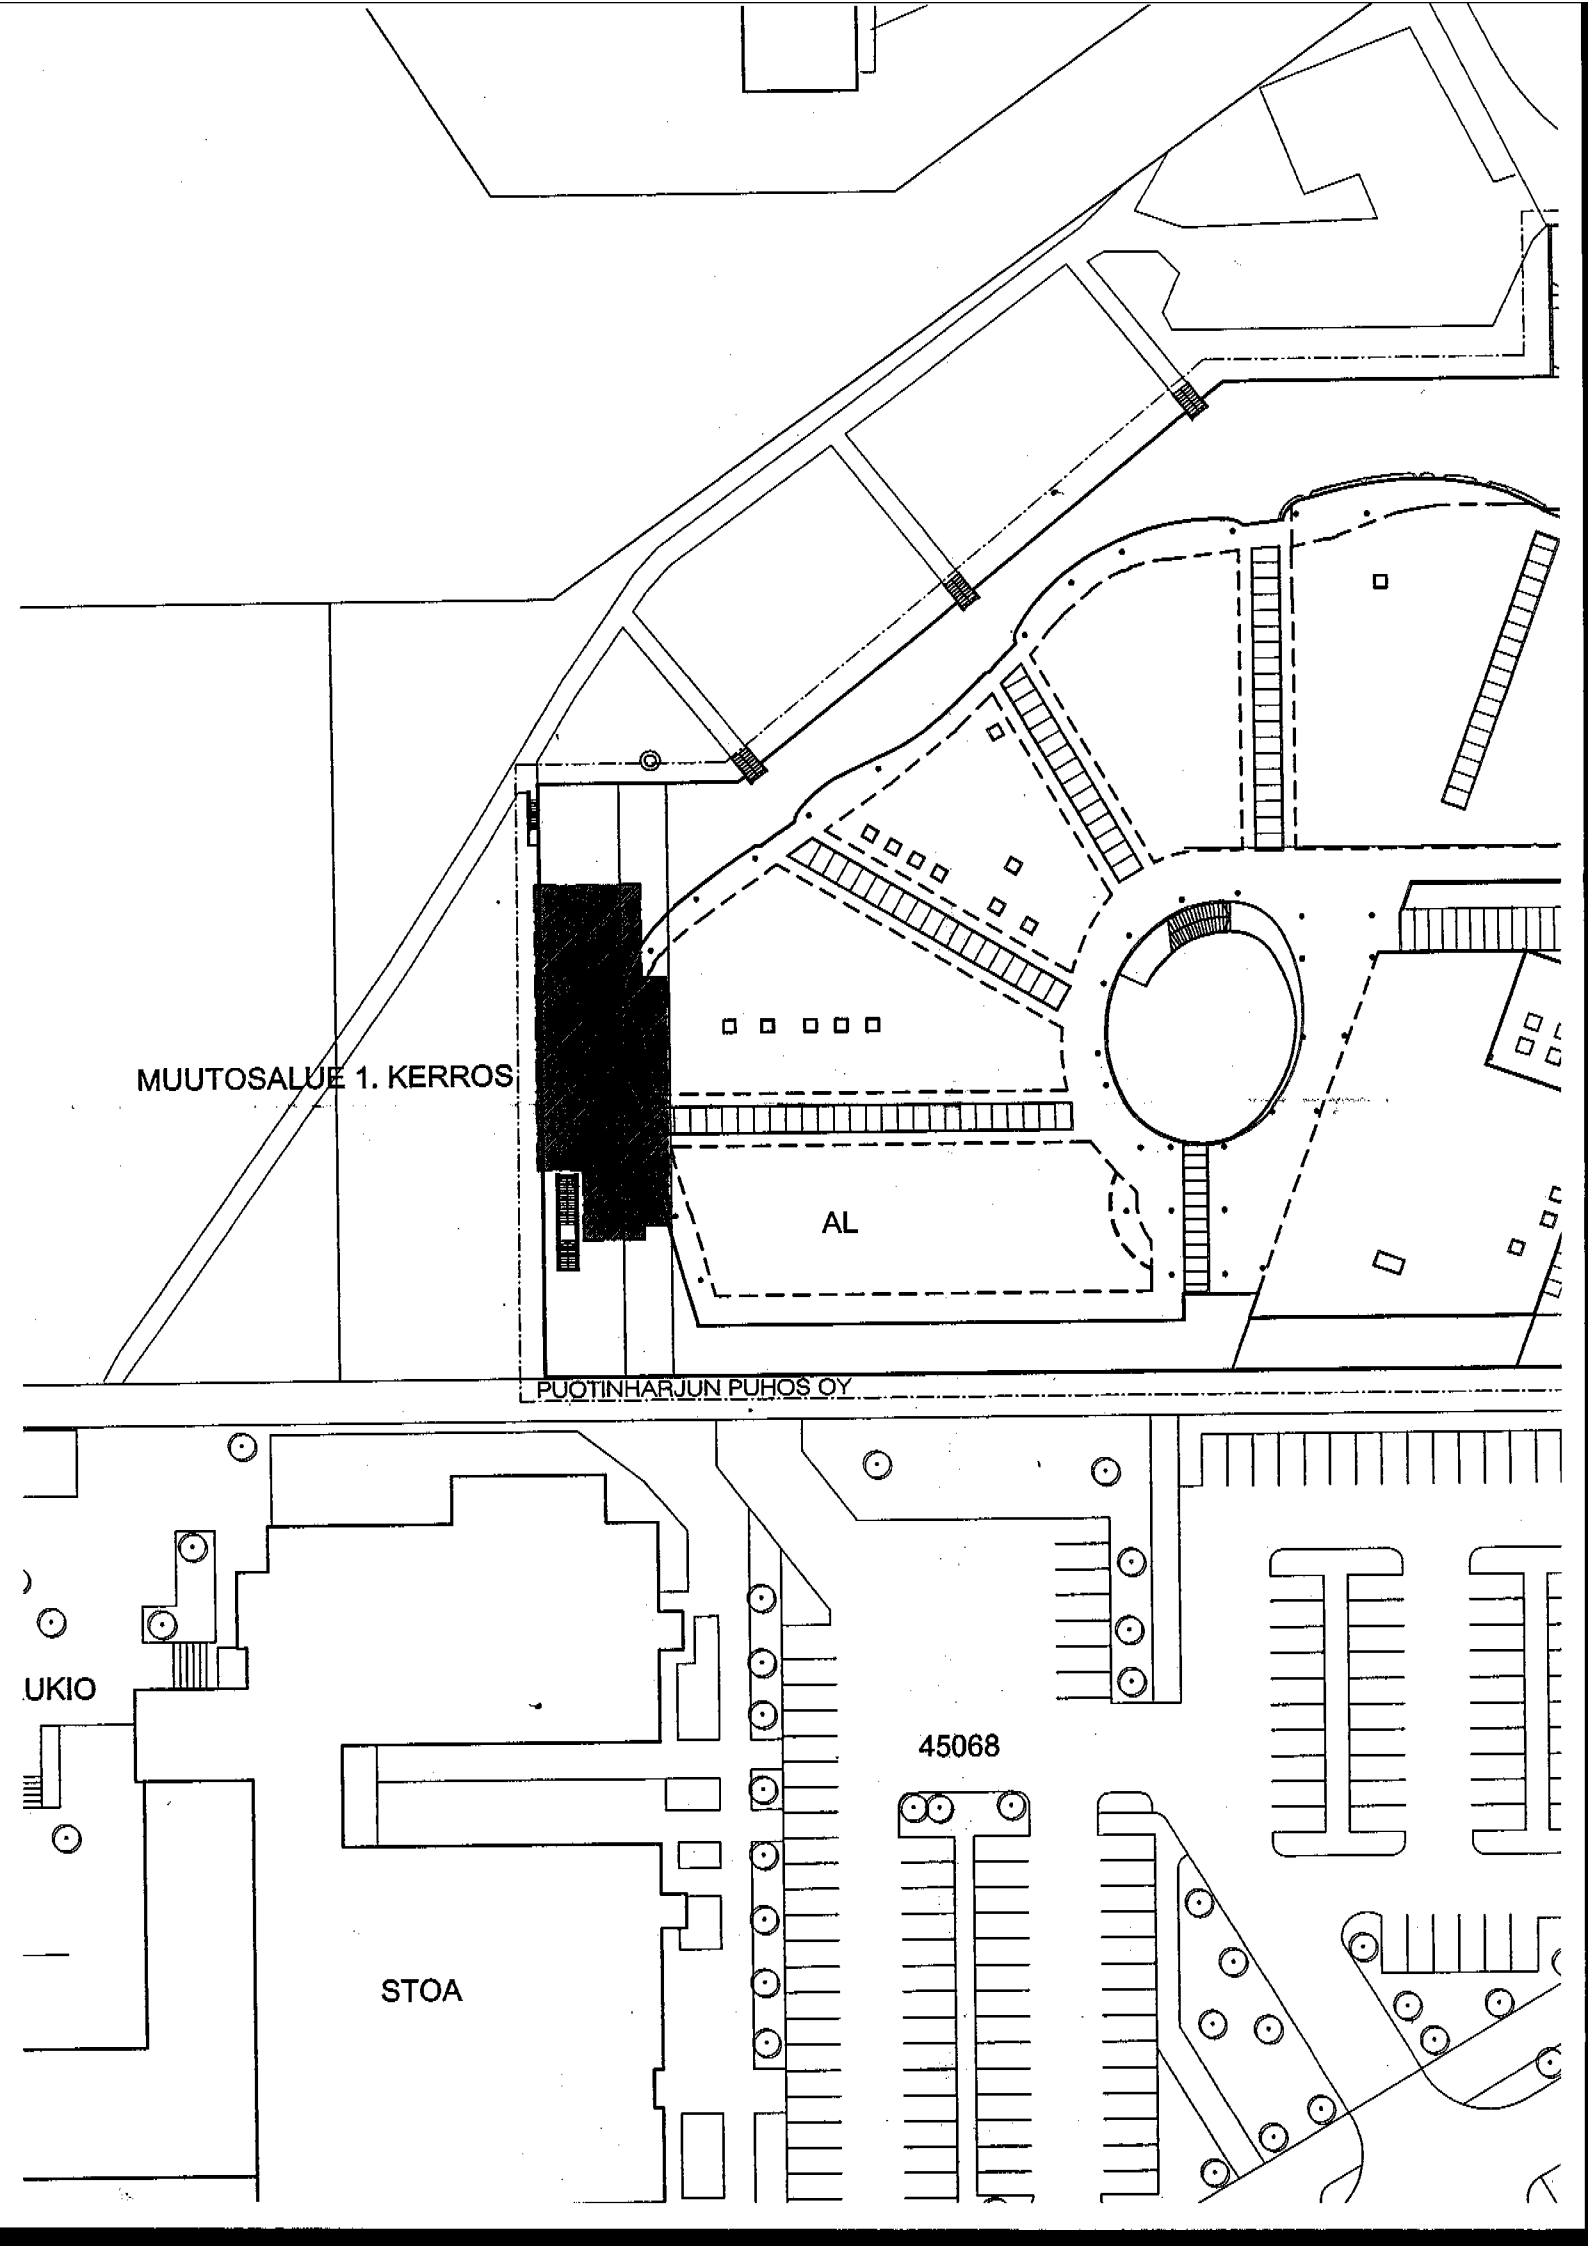 MUUTOSALUE 1. KERROS
AL
PUOTINHARJUN PUHOS OY
UKIO
45068
STOA